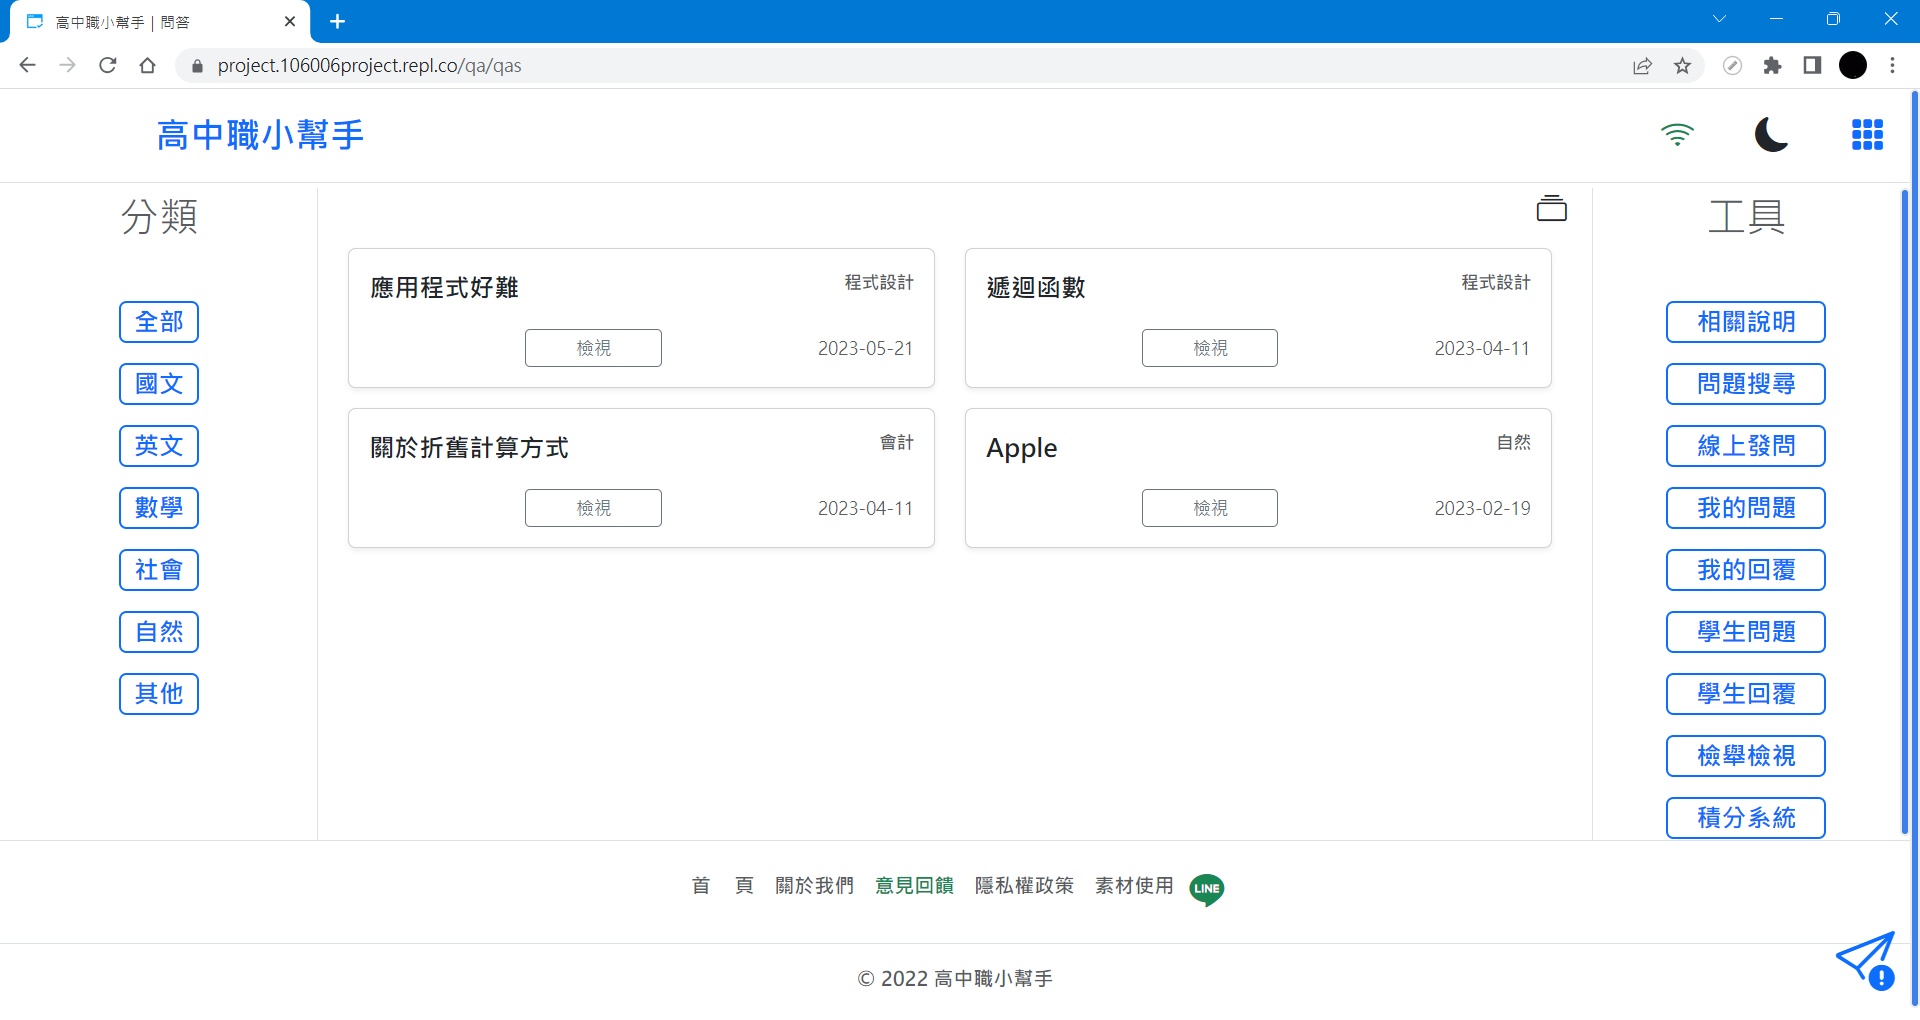 高中職小幫手 | 問答
project.106006project.repl.co/qa/qas
高中職小幫手
分類
全部
國文
英文
數學
社會
自然
其他
應用程式好難
程式設計
檢視
2023-05-21
遞迴函數
程式設計
檢視
2023-04-11
關於折舊計算方式
會計
檢視
2023-04-11
Apple
自然
檢視
2023-02-19
工具
相關說明
問題搜尋
線上發問
我的問題
我的回覆
學生問題
學生回覆
檢舉檢視
積分系統
首 頁 關於我們 意見回饋 隱私權政策 素材使用 LINE
© 2022 高中職小幫手